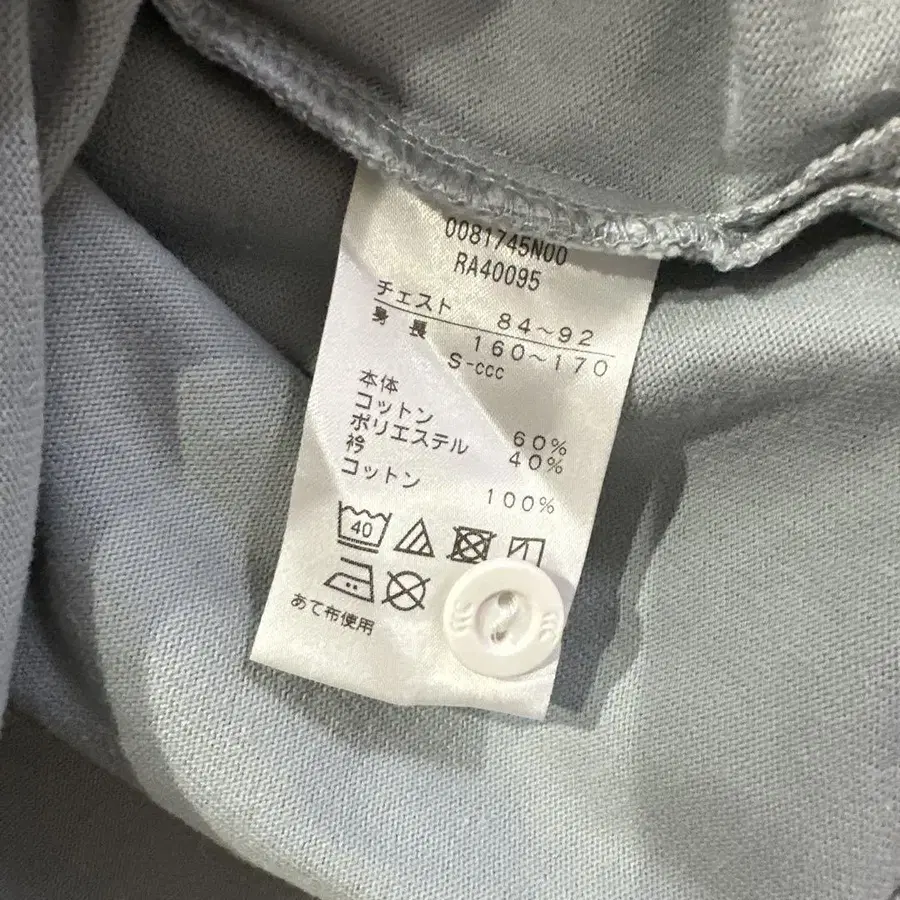 0081745N00
RA40095
チェスト 84～92
身長 160～170
S-ccc
本体
コットン 60%
ポリエステル 40%
衿
コットン 100%
40
あて布使用